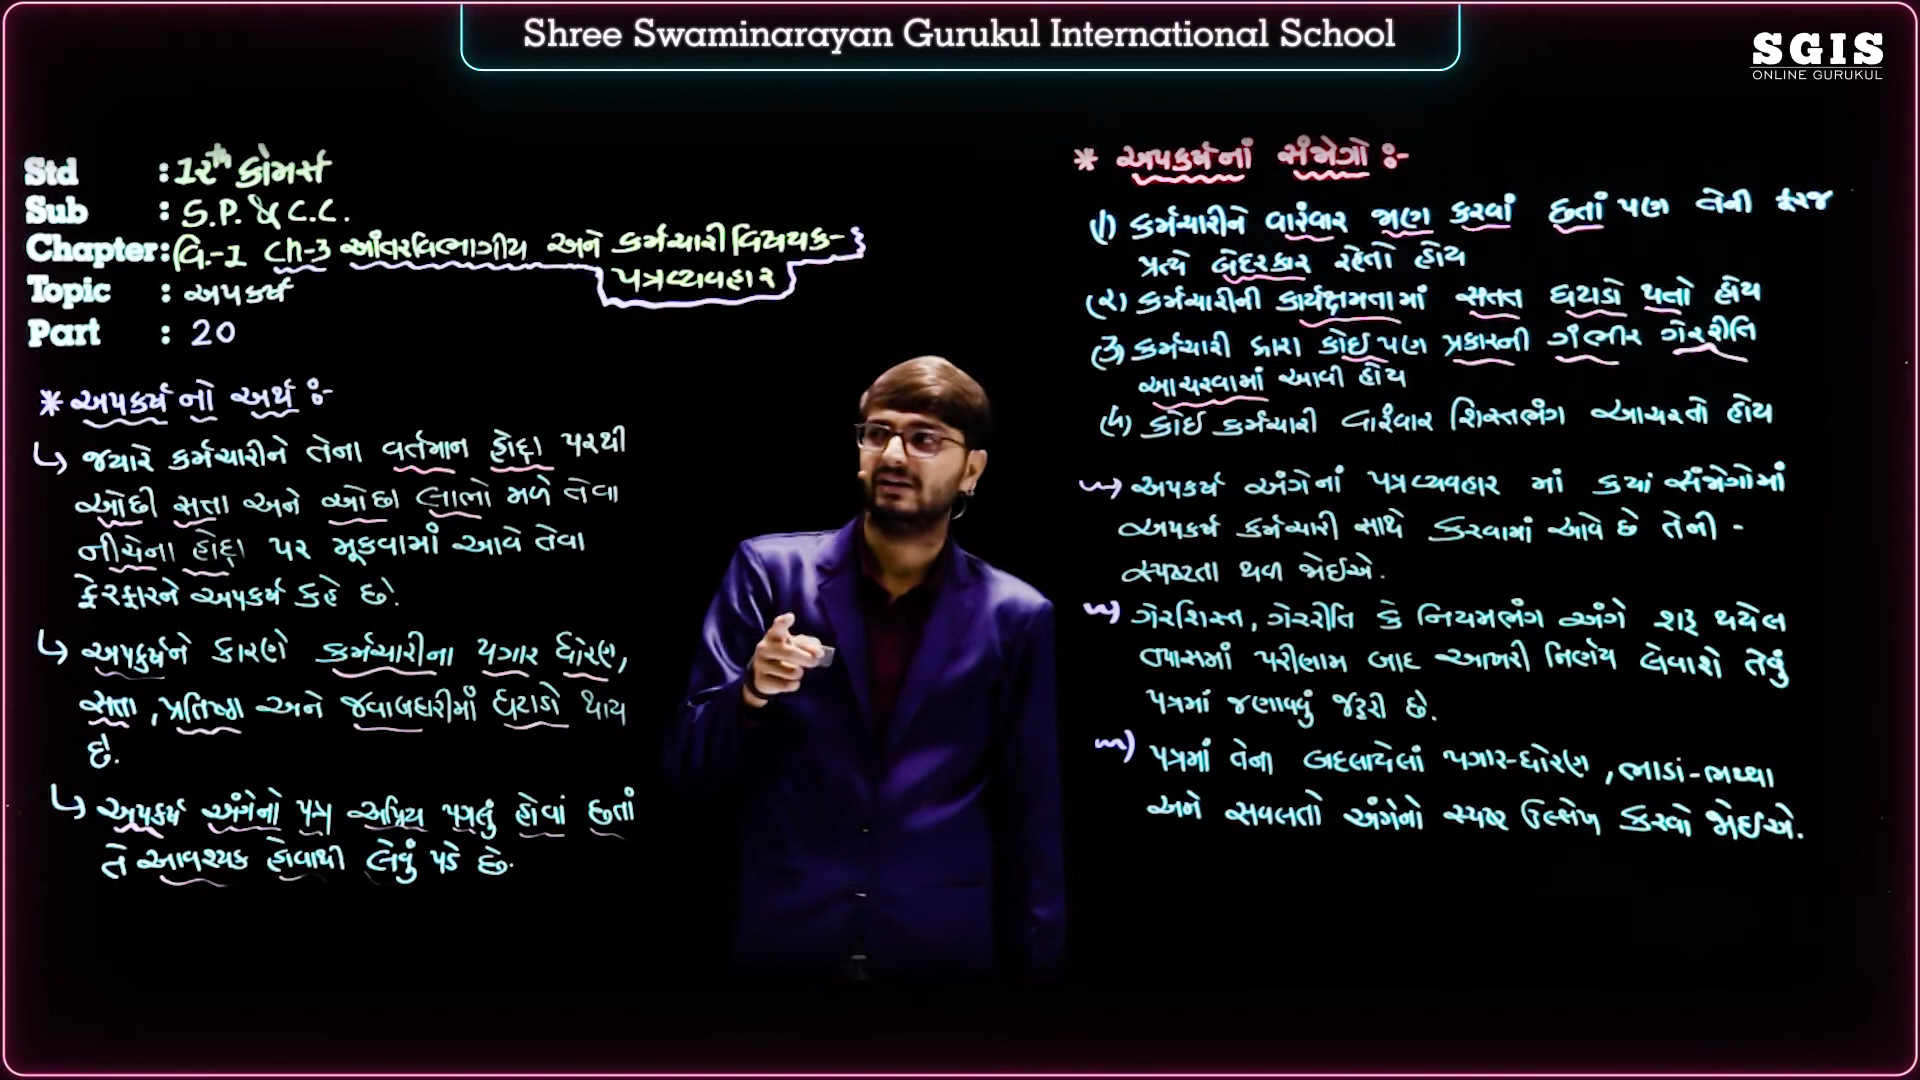 Shree Swaminarayan Gurukul International School
SGIS
ONLINE GURUKUL
Std : 12th કોમર્સ
Sub : S.P. & C.C.
Chapter: વિ.-1 Ch-3 આંતરવિભાગીય અને કર્મચારી વિષયક-
પત્રવ્યવહાર
Topic : અપકર્ષ
Part : 20
* અપકર્ષનો અર્થ :-
↳ જયારે કર્મચારીને તેના વર્તમાન હોદ્દા પરથી
ઓછી સત્તા અને ઓછા લાભો મળે તેવા
નીચેના હોદ્દા પર મૂકવામાં આવે તેવા
ફેરફારને અપકર્ષ કહે છે.
↳ અપકર્ષને કારણે કર્મચારીના પગાર ધોરણ,
સત્તા, પ્રતિષ્ઠા અને જવાબદારીમાં ઘટાડો થાય
છે.
↳ અપકર્ષ અંગેનો પત્ર અપ્રિય પગલું હોવાં છતાં
તે આવશ્યક હોવાથી લેવું પડે છે.
* અપકર્ષનાં સંજોગો :-
(1) કર્મચારીને વારંવાર જાણ કરવાં છતાં પણ તેની ફરજ
પ્રત્યે બેદરકાર રહેતો હોય
(૨) કર્મચારીની કાર્યક્ષમતામાં સતત ઘટાડો થતો હોય
(૩) કર્મચારી દ્વારા કોઈપણ પ્રકારની ગંભીર ગેરરીતિ
આચરવામાં આવી હોય
(૪) કોઈ કર્મચારી વારંવાર શિસ્તભંગ આચરતો હોય
અપકર્ષ અંગેનાં પત્રવ્યવહાર માં કયાં સંજોગોમાં
અપકર્ષ કર્મચારી સાથે કરવામાં આવે છે તેની -
સ્પષ્ટતા થવી જોઈએ.
ગેરશિસ્ત, ગેરરીતિ કે નિયમભંગ અંગે શરૂ થયેલ
તપાસમાં પરીણામ બાદ આખરી નિર્ણય લેવાશે તેવું
પત્રમાં જણાવવું જરૂરી છે.
પત્રમાં તેના બદલાયેલાં પગાર-ધોરણ, ભાડાં-ભથ્થા
અને સવલતો અંગેનો સ્પષ્ટ ઉલ્લેખ કરવો જોઈએ.